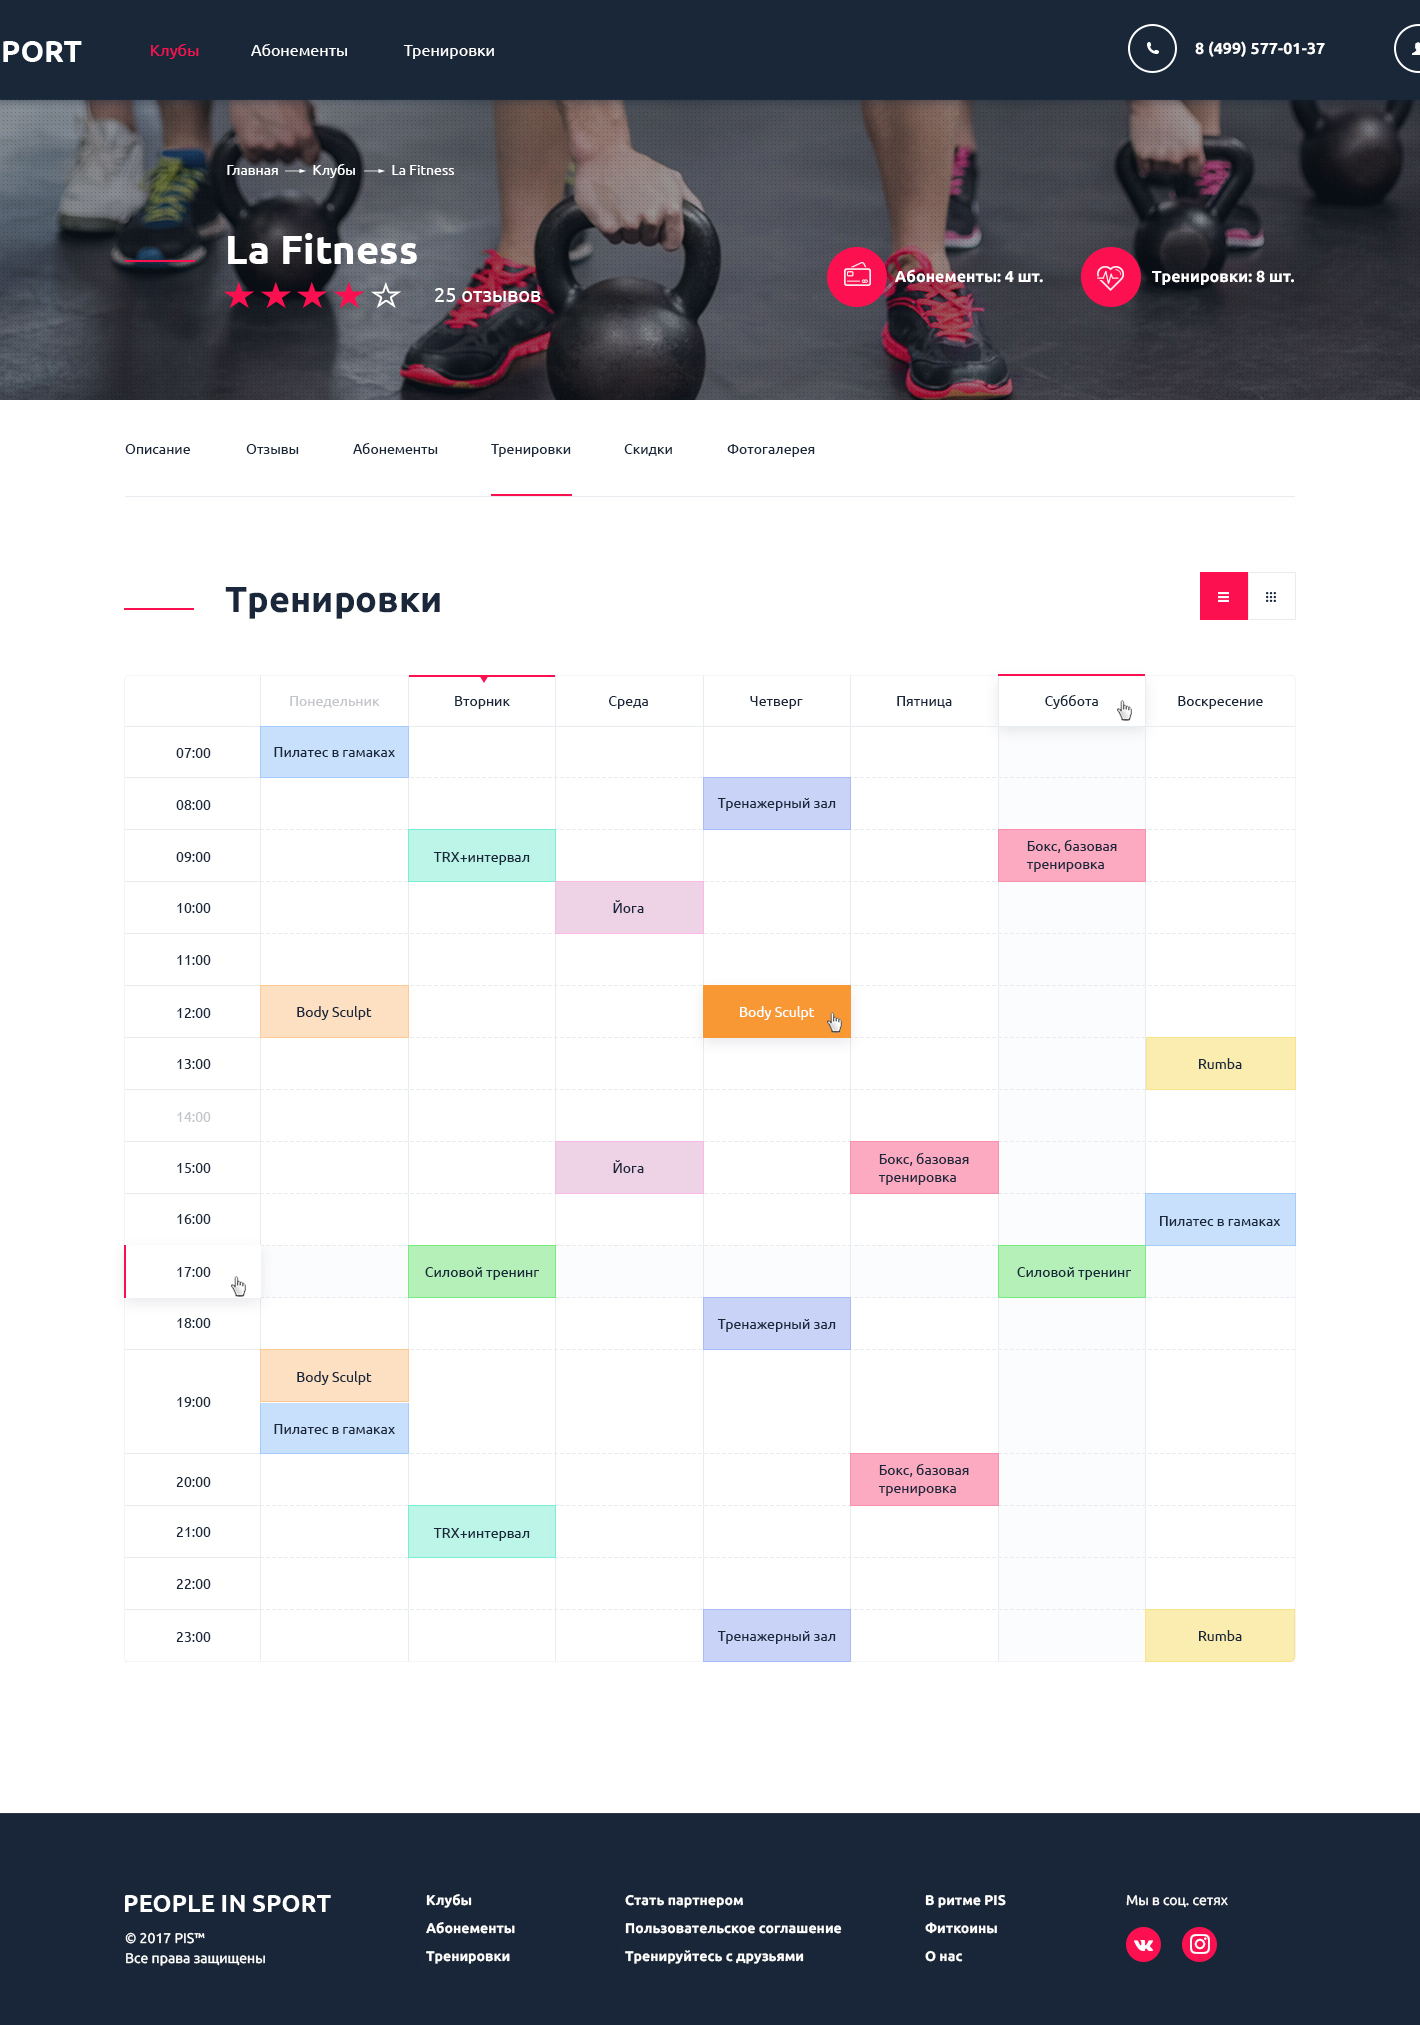 PORT
Клубы
Абонементы
Тренировки
8 (499) 577-01-37
Главная
Клубы
La Fitness
La Fitness
25 отзывов
Абонементы: 4 шт.
Тренировки: 8 шт.
Описание
Отзывы
Абонементы
Тренировки
Скидки
Фотогалерея
Тренировки
Понедельник
Вторник
Среда
Четверг
Пятница
Суббота
Воскресение
07:00
Пилатес в гамаках
08:00
Тренажерный зал
09:00
TRX+интервал
Бокс, базовая
тренировка
10:00
Йога
11:00
12:00
Body Sculpt
Body Sculpt
13:00
Rumba
14:00
15:00
Йога
Бокс, базовая
тренировка
16:00
Пилатес в гамаках
17:00
Силовой тренинг
Силовой тренинг
18:00
Тренажерный зал
19:00
Body Sculpt
Пилатес в гамаках
20:00
Бокс, базовая
тренировка
21:00
TRX+интервал
22:00
23:00
Тренажерный зал
Rumba
PEOPLE IN SPORT
© 2017 PIS™
Все права защищены
Клубы
Абонементы
Тренировки
Стать партнером
Пользовательское соглашение
Тренируйтесь с друзьями
В ритме PIS
Фиткоины
О нас
Мы в соц. сетях